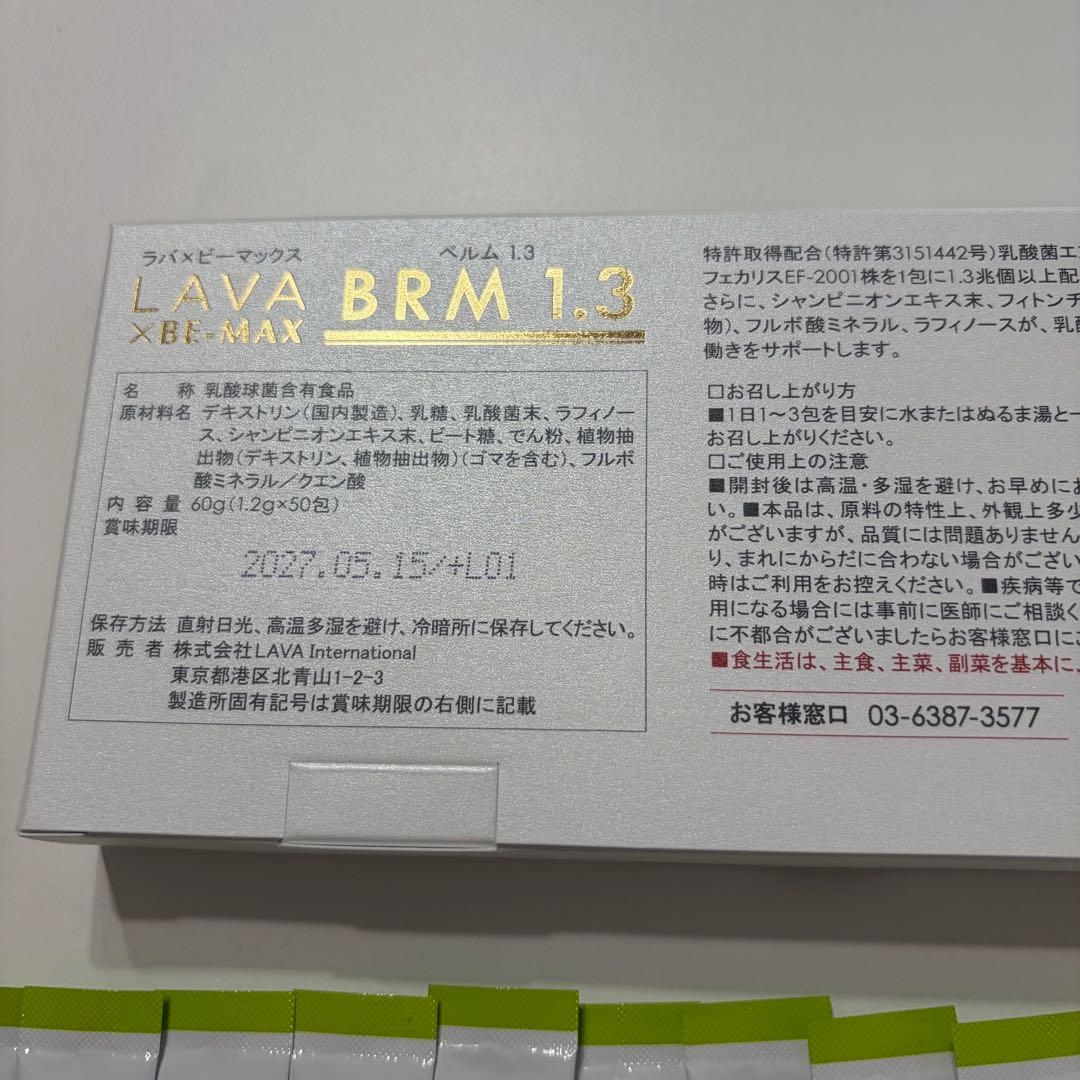 ラバ×ビーマックス
LAVA
×BE-MAX
ベルム 1.3
BRM 1.3
名 称 乳酸球菌含有食品
原材料名 デキストリン(国内製造)、乳糖、乳酸菌末、ラフィノー
ス、シャンピニオンエキス末、ビート糖、でん粉、植物抽
出物(デキストリン、植物抽出物)(ゴマを含む)、フルボ
酸ミネラル/クエン酸
内 容 量 60g(1.2g×50包)
賞味期限
2027.05.15/+L01
保存方法 直射日光、高温多湿を避け、冷暗所に保存してください。
販 売 者 株式会社LAVA International
東京都港区北青山1-2-3
製造所固有記号は賞味期限の右側に記載
特許取得配合(特許第3151442号)乳酸菌エ
フェカリスEF-2001株を1包に1.3兆個以上配
さらに、シャンピニオンエキス末、フィトンチ
物)、フルボ酸ミネラル、ラフィノースが、乳
働きをサポートします。
□お召し上がり方
■1日1〜3包を目安に水またはぬるま湯と
お召し上がりください。
□ご使用上の注意
■開封後は高温・多湿を避け、お早めに
い。■本品は、原料の特性上、外観上多少
がございますが、品質には問題ありません
り、まれにからだに合わない場合がござい
時はご利用をお控えください。■疾病等で
用になる場合には事前に医師にご相談く
に不都合がございましたらお客様窓口に
■食生活は、主食、主菜、副菜を基本に、
お客様窓口 03-6387-3577